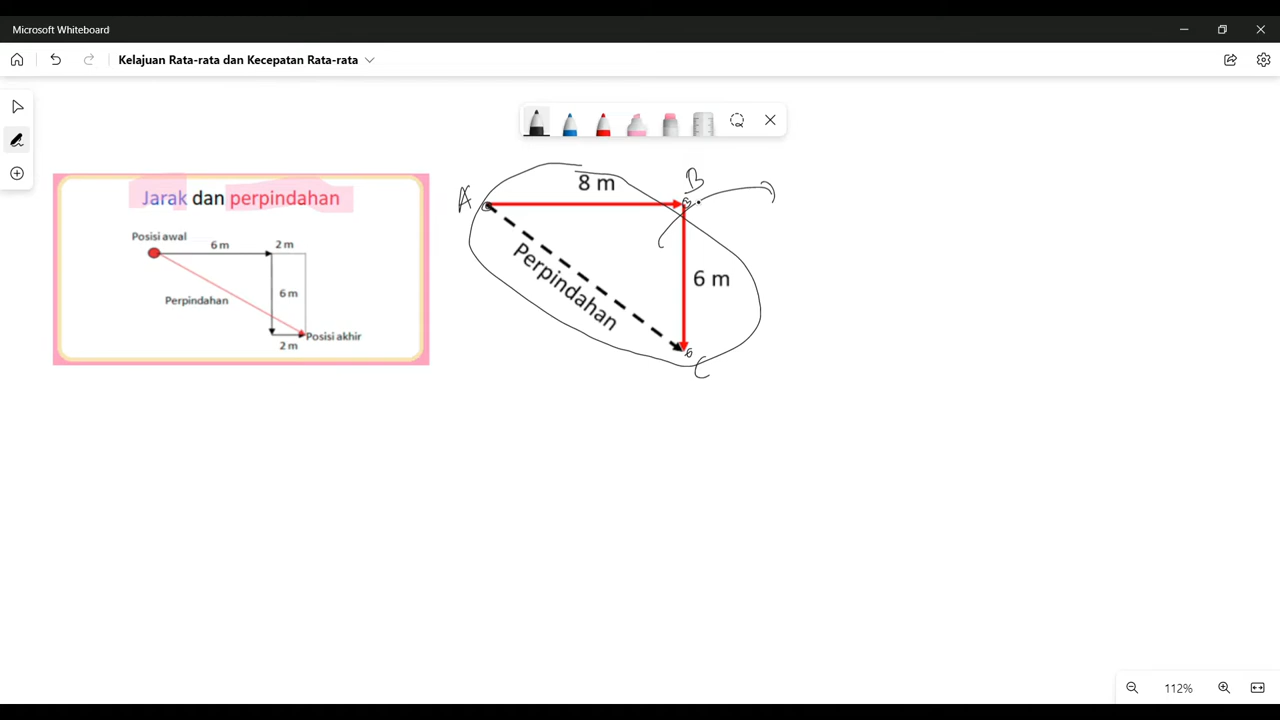 Microsoft Whiteboard
Kelajuan Rata-rata dan Kecepatan Rata-rata
Jarak dan perpindahan
Posisi awal
6 m
2 m
6 m
Perpindahan
Posisi akhir
2 m
A
8 m
B
6 m
Perpindahan
C
112%